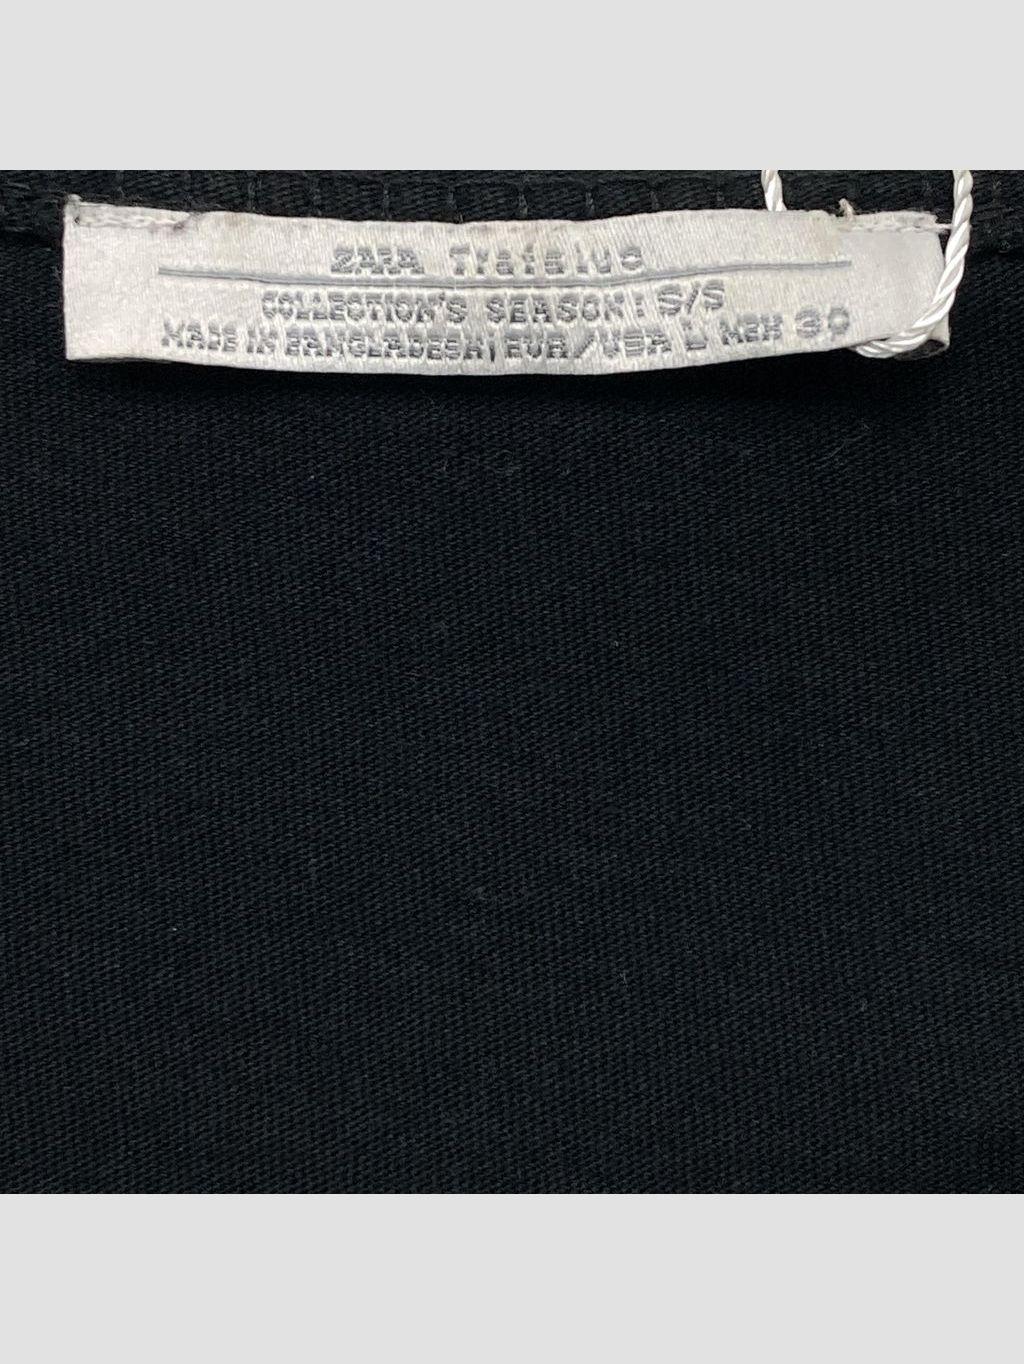 ZARA Trafaluc
COLLECTION'S SEASON: S/S
MADE IN BANGLADESH EUR/USA L MEX 30